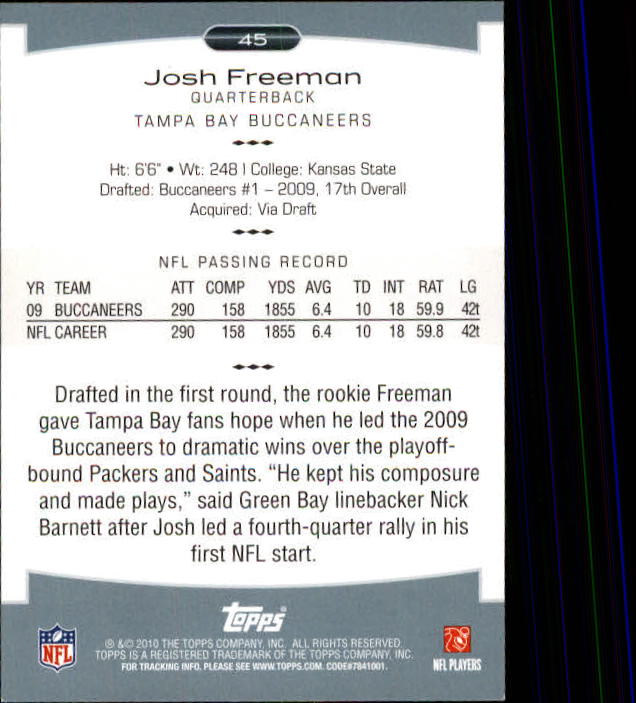 45
Josh Freeman
QUARTERBACK
TAMPA BAY BUCCANEERS
Ht: 6'6" • Wt: 248 | College: Kansas State
Drafted: Buccaneers #1 – 2009, 17th Overall
Acquired: Via Draft
NFL PASSING RECORD
YR TEAM ATT COMP YDS AVG TD INT RAT LG
09 BUCCANEERS 290 158 1855 6.4 10 18 59.9 42t
NFL CAREER 290 158 1855 6.4 10 18 59.8 42t
Drafted in the first round, the rookie Freeman
gave Tampa Bay fans hope when he led the 2009
Buccaneers to dramatic wins over the playoff-
bound Packers and Saints. “He kept his composure
and made plays,” said Green Bay linebacker Nick
Barnett after Josh led a fourth-quarter rally in his
first NFL start.
Topps
® &© 2010 THE TOPPS COMPANY, INC. ALL RIGHTS RESERVED.
TOPPS IS A REGISTERED TRADEMARK OF THE TOPPS COMPANY, INC.
FOR TRACKING INFO. PLEASE SEE WWW.TOPPS.COM. CODE#7841001.
NFL
NFL PLAYERS